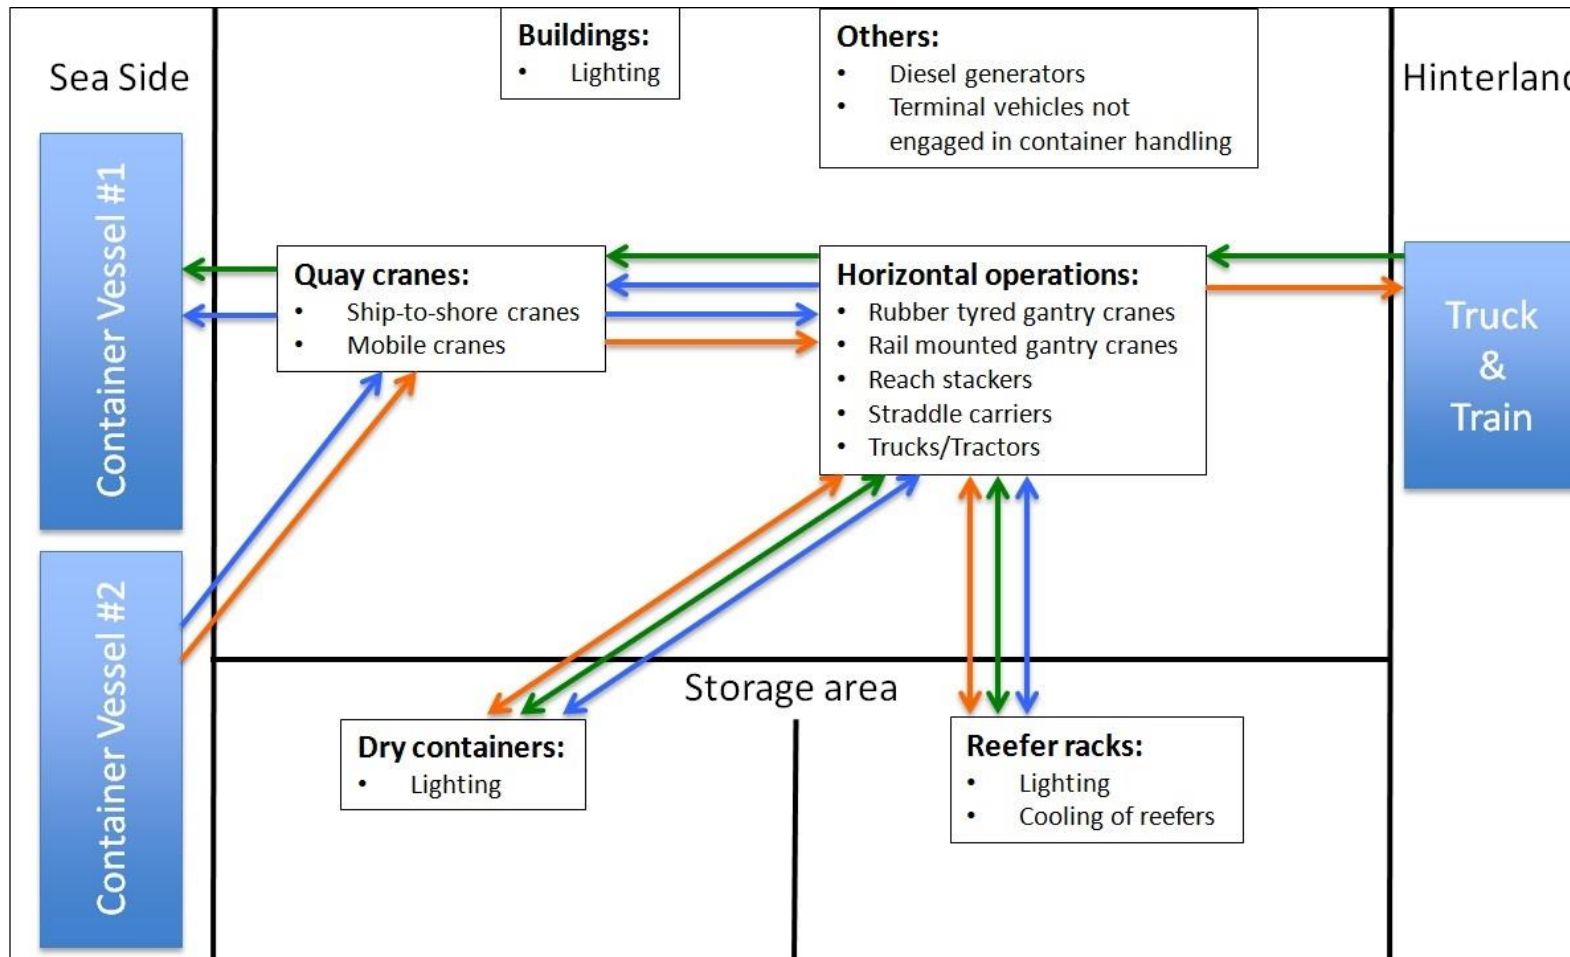 Sea Side
Buildings:
• Lighting
Others:
• Diesel generators
• Terminal vehicles not
engaged in container handling
Hinterland
Container Vessel #1
Quay cranes:
• Ship-to-shore cranes
• Mobile cranes
Horizontal operations:
• Rubber tyred gantry cranes
• Rail mounted gantry cranes
• Reach stackers
• Straddle carriers
• Trucks/Tractors
Truck
&
Train
Container Vessel #2
Storage area
Dry containers:
• Lighting
Reefer racks:
• Lighting
• Cooling of reefers